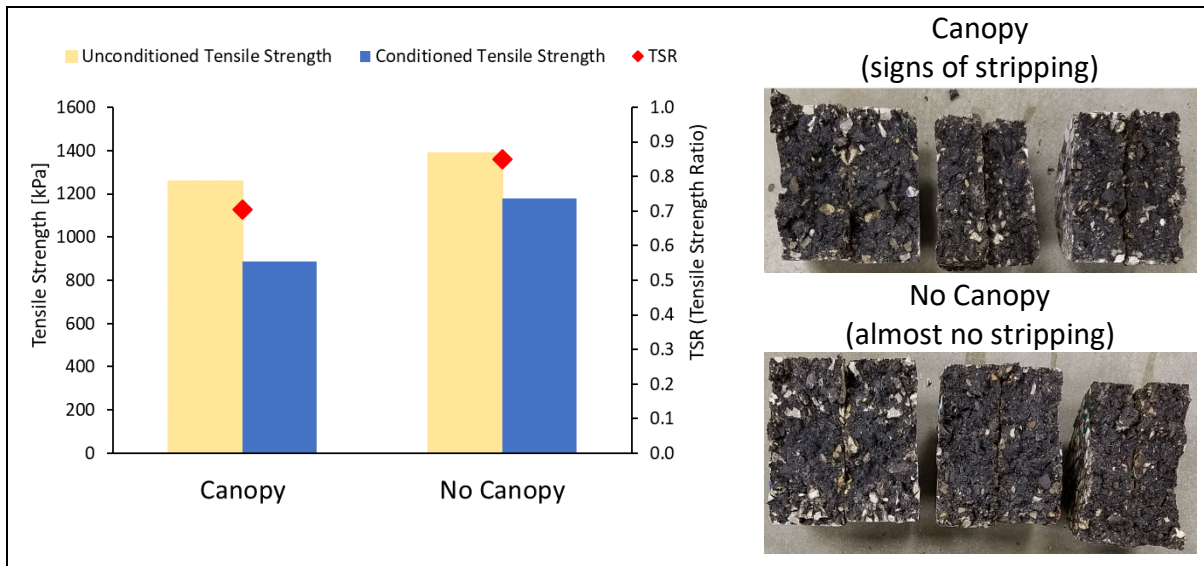 Unconditioned Tensile Strength
Conditioned Tensile Strength
TSR
Tensile Strength [kPa]
1600
1400
1200
1000
800
600
400
200
0
TSR (Tensile Strength Ratio)
1.0
0.9
0.8
0.7
0.6
0.5
0.4
0.3
0.2
0.1
0.0
Canopy
No Canopy
Canopy
(signs of stripping)
No Canopy
(almost no stripping)